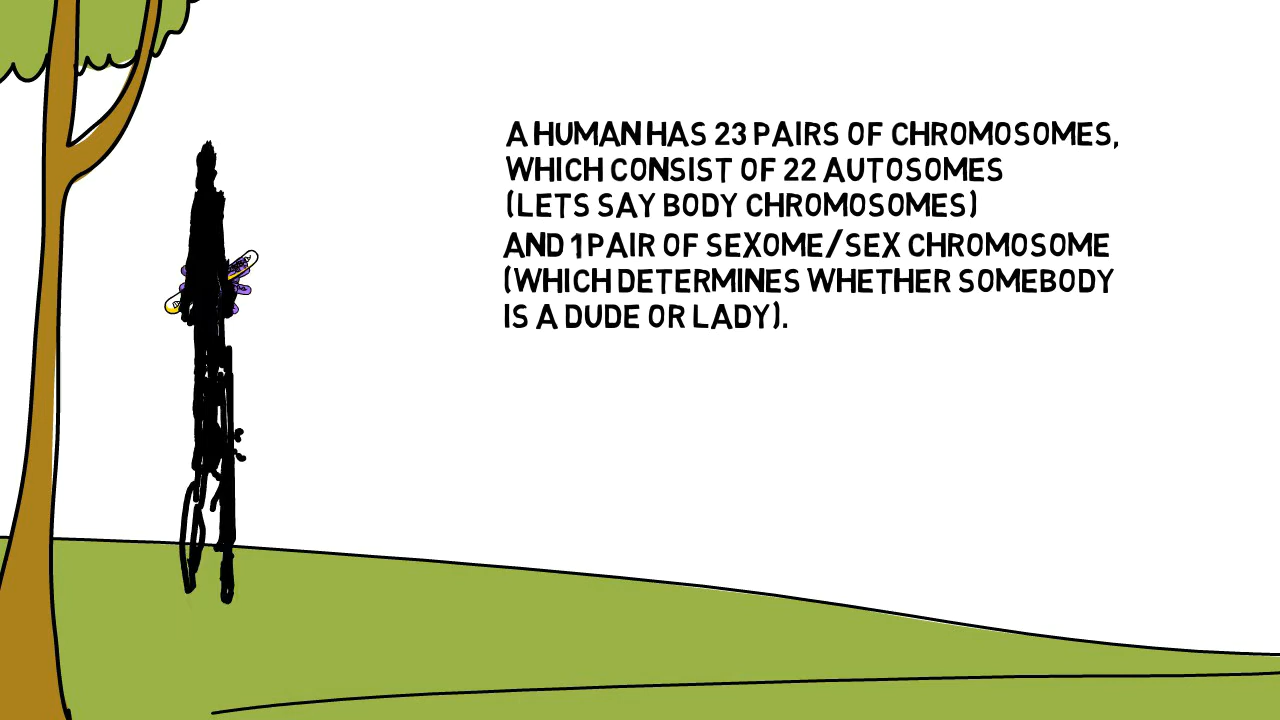 A HUMAN HAS 23 PAIRS OF CHROMOSOMES,
WHICH CONSIST OF 22 AUTOSOMES
(LETS SAY BODY CHROMOSOMES)
AND 1 PAIR OF SEXOME/SEX CHROMOSOME
(WHICH DETERMINES WHETHER SOMEBODY
IS A DUDE OR LADY).